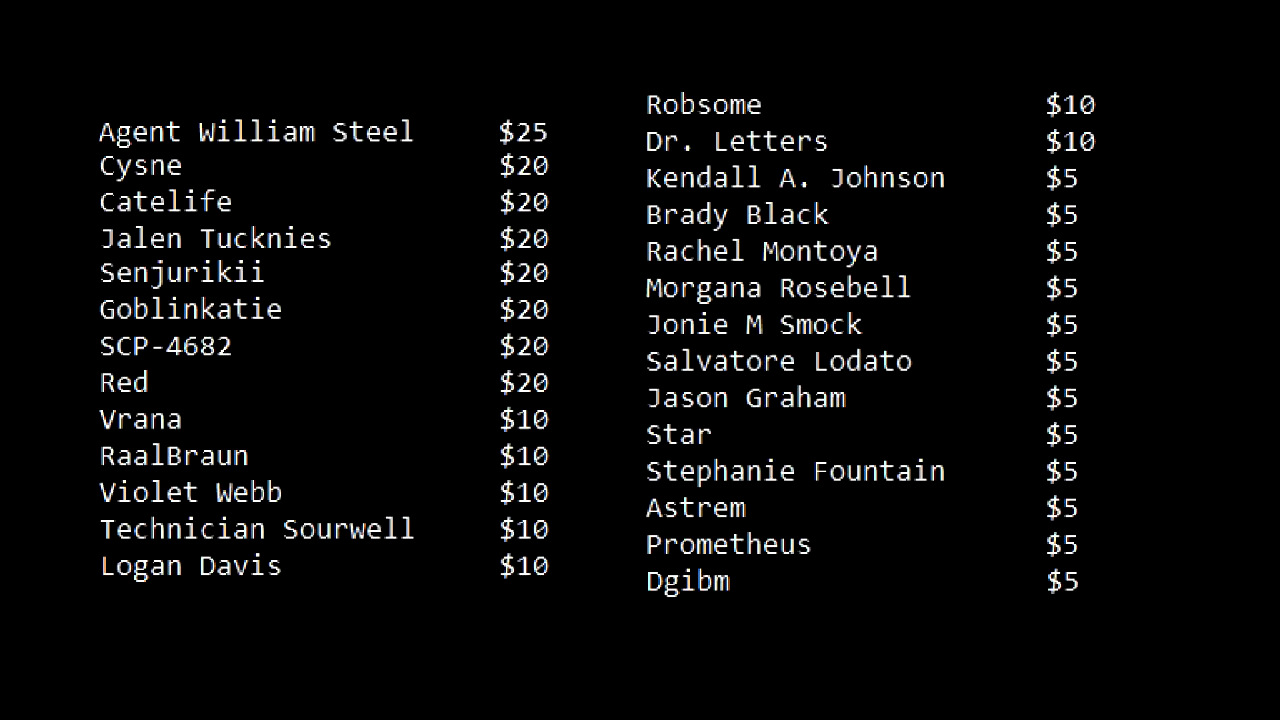 Agent William Steel $25
Cysne $20
Catelife $20
Jalen Tucknies $20
Senjurikii $20
Goblinkatie $20
SCP-4682 $20
Red $20
Vrana $10
RaalBraun $10
Violet Webb $10
Technician Sourwell $10
Logan Davis $10
Robsome $10
Dr. Letters $10
Kendall A. Johnson $5
Brady Black $5
Rachel Montoya $5
Morgana Rosebell $5
Jonie M Smock $5
Salvatore Lodato $5
Jason Graham $5
Star $5
Stephanie Fountain $5
Astrem $5
Prometheus $5
Dgibm $5